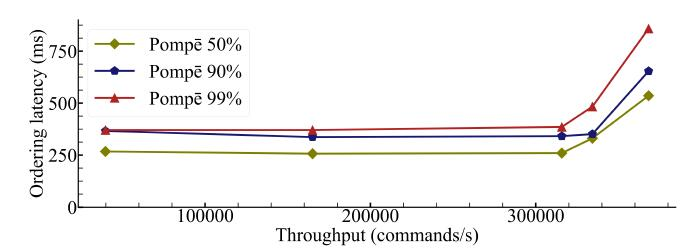 Ordering latency (ms)
750
500
250
0
Pompē 50%
Pompē 90%
Pompē 99%
100000
200000
300000
Throughput (commands/s)